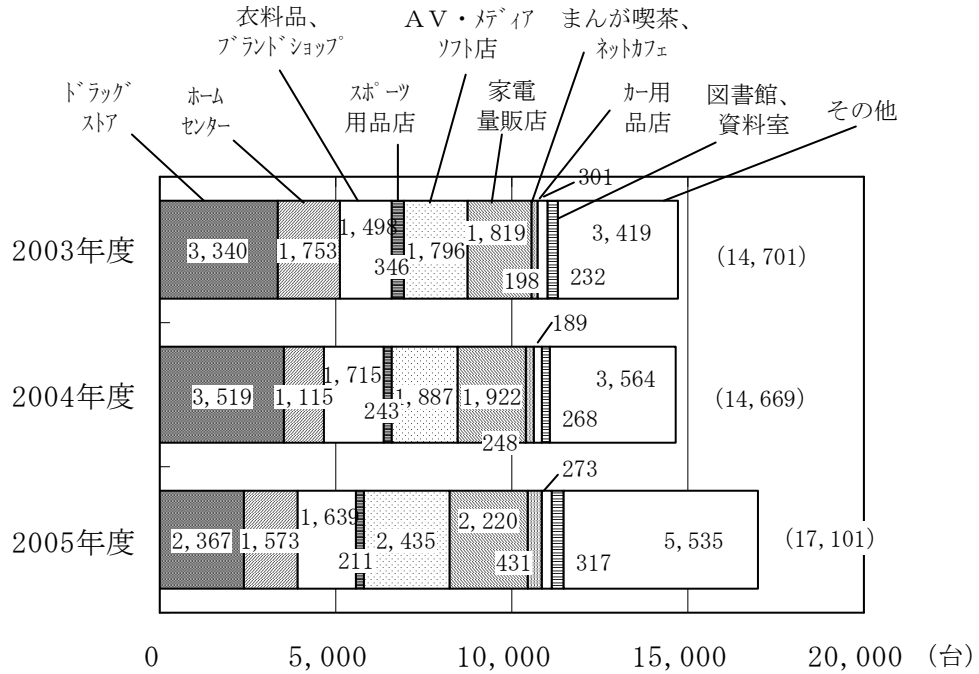 衣料品、
ﾌﾞﾗﾝﾄﾞｼｮｯﾌﾟ
ＡＶ・ﾒﾃﾞｨｱ
ｿﾌﾄ店
まんが喫茶、
ﾈｯﾄｶﾌｪ
ﾄﾞﾗｯｸﾞ
ｽﾄｱ
ﾎｰﾑ
ｾﾝﾀｰ
ｽﾎﾟｰﾂ
用品店
家電
量販店
ｶｰ用
品店
図書館、
資料室
その他
2003年度
3,340
1,753
1,498
346
1,796
1,819
198
301
232
3,419
(14,701)
2004年度
3,519
1,115
1,715
243
1,887
1,922
248
189
268
3,564
(14,669)
2005年度
2,367
1,573
1,639
211
2,435
2,220
431
273
317
5,535
(17,101)
0 5,000 10,000 15,000 20,000 (台)